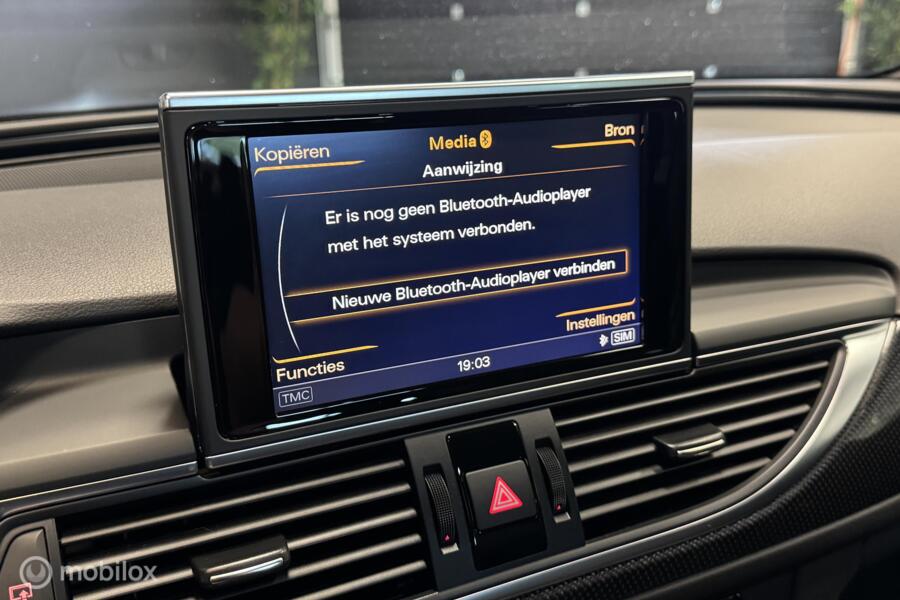 Kopiëren
Media
Bron
Aanwijzing
Er is nog geen Bluetooth-Audioplayer
met het systeem verbonden.
Nieuwe Bluetooth-Audioplayer verbinden
Instellingen
Functies
19:03
SIM
TMC
mobilox